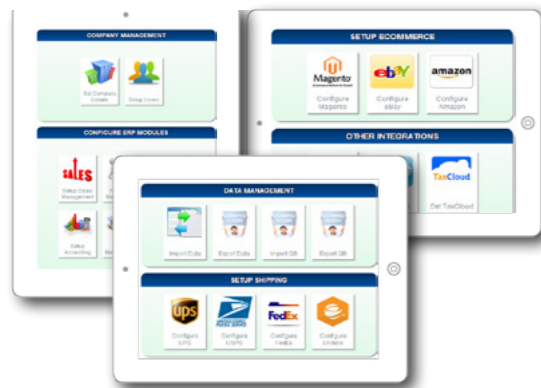 COMPANY MANAGEMENT
Set Company
Details
Setup Users
CONFIGURE ERP MODULES
SALES
Setup Sales
Management
Setup
Accounting
SETUP ECOMMERCE
Magento
Configure
Magento
ebY
Configure
eBay
amazon
Configure
Amazon
OTHER INTEGRATIONS
TaxCloud
Set TaxCloud
DATA MANAGEMENT
Import Data
Export Data
Import DB
Export DB
SETUP SHIPPING
ups
Configure
UPS
Configure
USPS
FedEx
Configure
FedEx
Configure